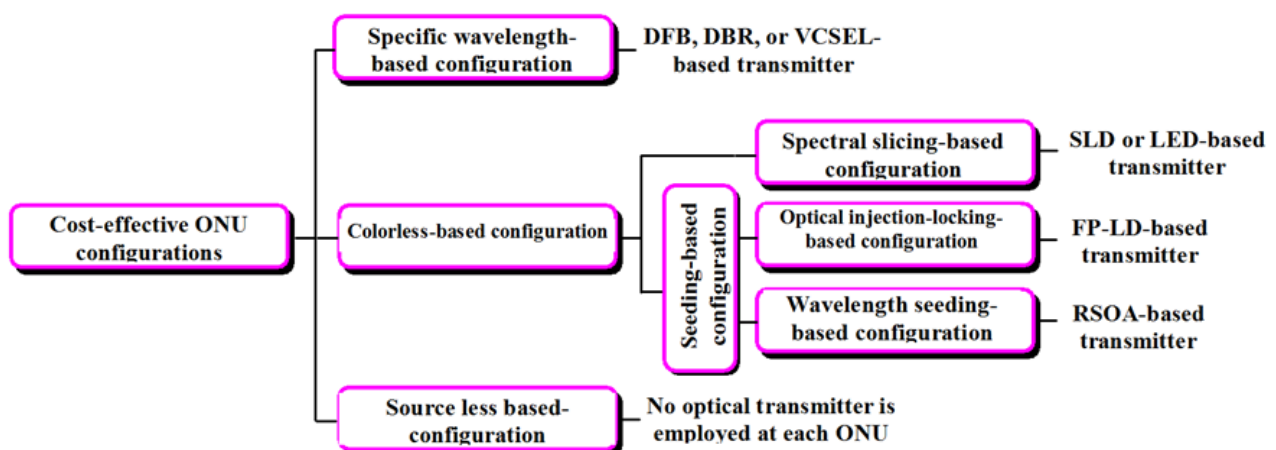 Specific wavelength-
based configuration
DFB, DBR, or VCSEL-
based transmitter
Spectral slicing-based
configuration
SLD or LED-based
transmitter
Cost-effective ONU
configurations
Colorless-based configuration
Seeding-based
configuration
Optical injection-locking-
based configuration
FP-LD-based
transmitter
Wavelength seeding-
based configuration
RSOA-based
transmitter
Source less based-
configuration
No optical transmitter is
employed at each ONU